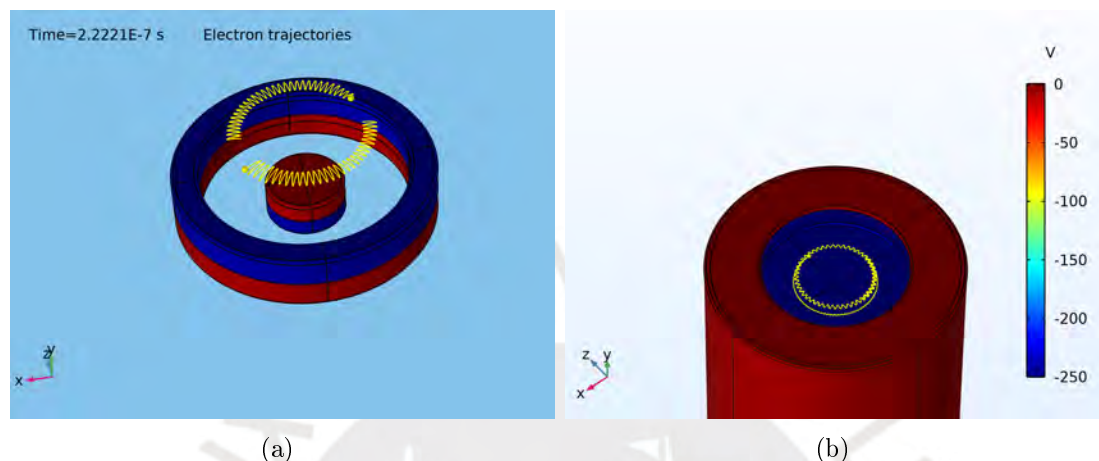 Time=2.2221E-7 s Electron trajectories
z y
x
V
0
-50
-100
-150
-200
-250
z y
x
(a)
(b)